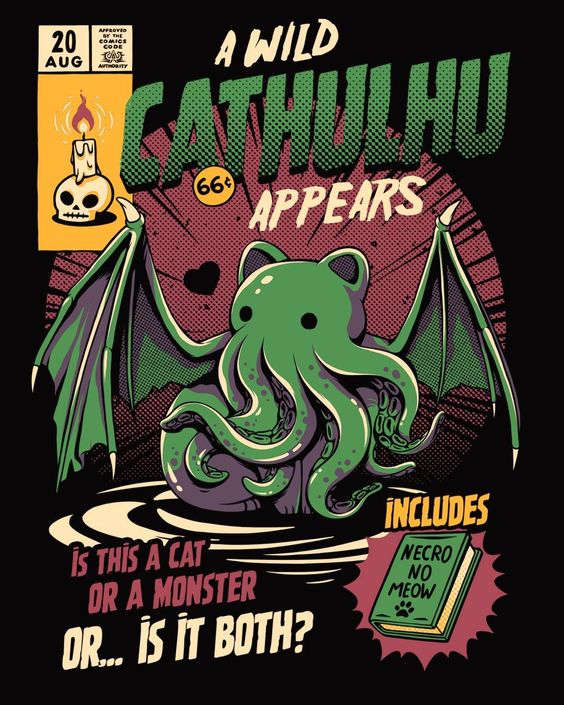 20
AUG
APPROVED
BY THE
COMICS
CODE
AUTHORITY
A WILD
CATHULHU
66¢
APPEARS
INCLUDES
NECRO
NO
MEOW
IS THIS A CAT
OR A MONSTER
OR... IS IT BOTH?